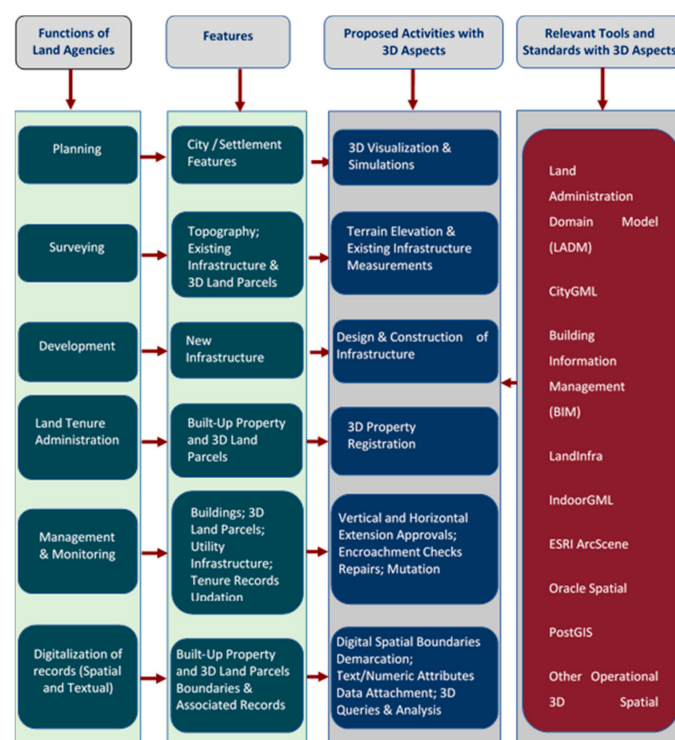 Functions of
Land Agencies
Features
Proposed Activities with
3D Aspects
Relevant Tools and
Standards with 3D Aspects
Planning
City / Settlement
Features
3D Visualization &
Simulations
Surveying
Topography;
Existing
Infrastructure &
3D Land Parcels
Terrain Elevation &
Existing Infrastructure
Measurements
Development
New
Infrastructure
Design & Construction of
Infrastructure
Land Tenure
Administration
Built-Up Property
and 3D Land
Parcels
3D Property
Registration
Management
& Monitoring
Buildings; 3D
Land Parcels;
Utility
Infrastructure;
Tenure Records
Updation
Vertical and Horizontal
Extension Approvals;
Encroachment Checks
Repairs; Mutation
Digitalization of
records (Spatial
and Textual)
Built-Up Property
and 3D Land Parcels
Boundaries &
Associated Records
Digital Spatial Boundaries
Demarcation;
Text/Numeric Attributes
Data Attachment; 3D
Queries & Analysis
Land
Administration
Domain Model
(LADM)
CityGML
Building
Information
Management
(BIM)
LandInfra
IndoorGML
ESRI ArcScene
Oracle Spatial
PostGIS
Other Operational
3D Spatial